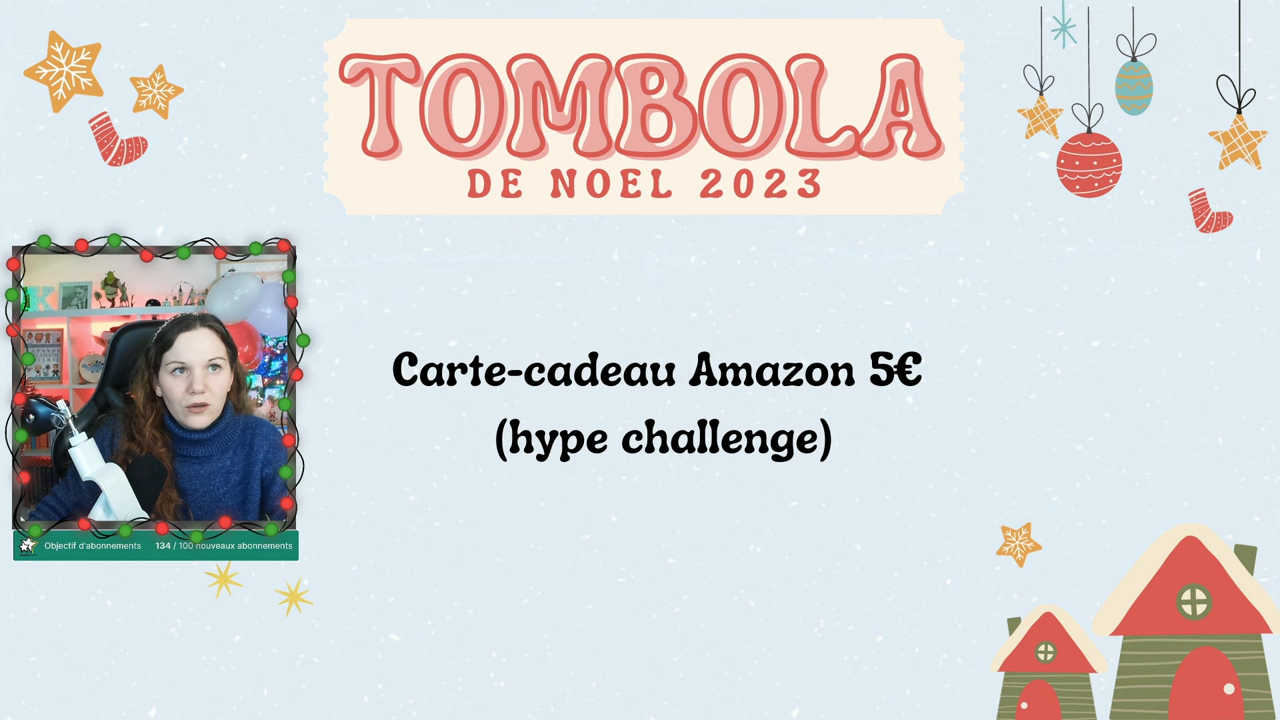 TOMBOLA
DE NOEL 2023
K
Carte-cadeau Amazon 5€
(hype challenge)
Objectif d'abonnements 134 / 100 nouveaux abonnements